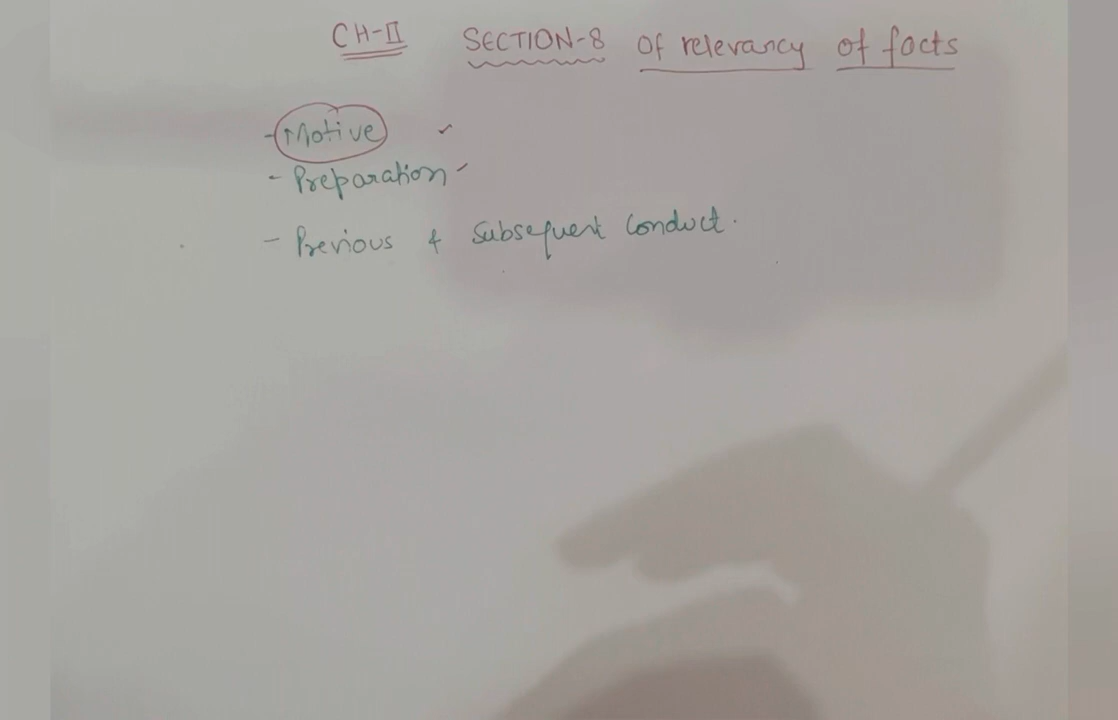 CH-II SECTION-8 Of relevancy of facts
- Motive ✓
- Preparation -
- Previous & Subsequent Conduct.